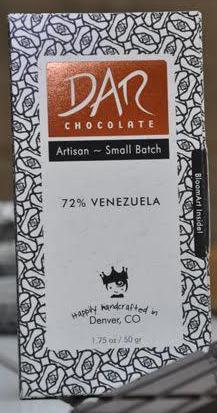 DAR
CHOCOLATE
Artisan ~ Small Batch
72% VENEZUELA
BloomArt Inside!
Happily handcrafted in
Denver, CO
1.75 oz / 50 gr